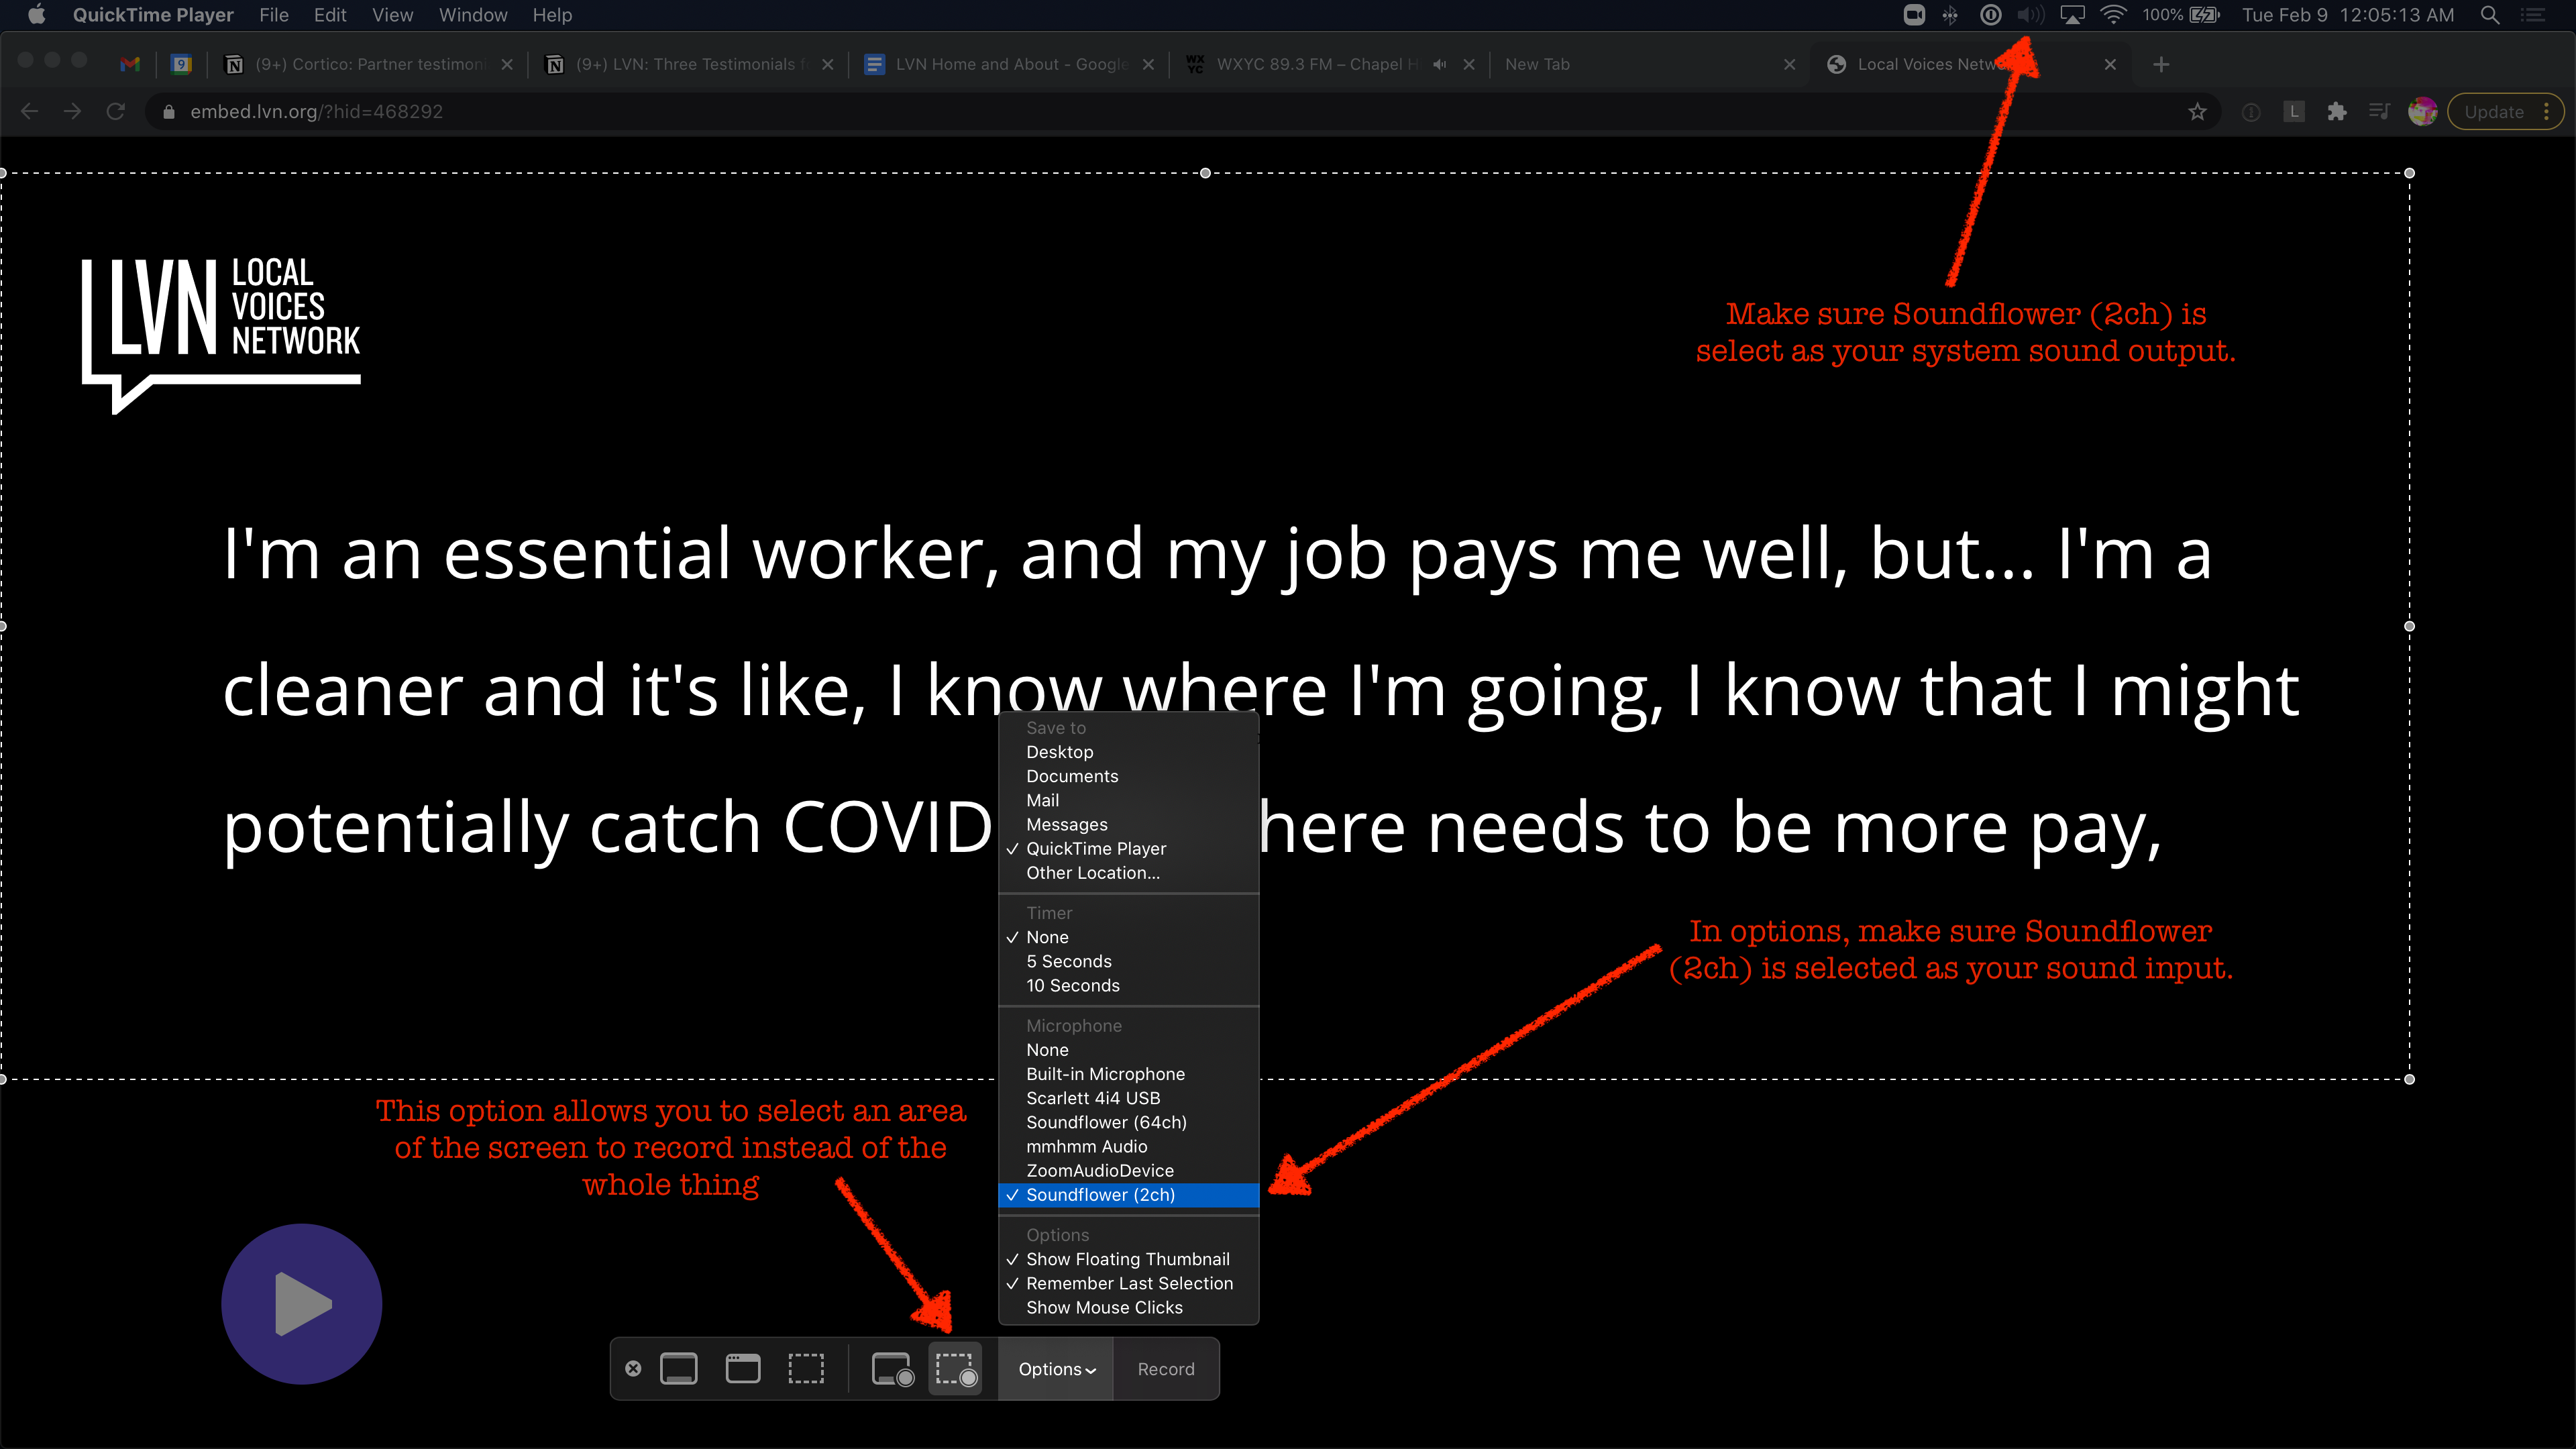 QuickTime Player File Edit View Window Help 100% Tue Feb 9 12:05:13 AM
9 (9+) Cortico: Partner testimoni (9+) LVN: Three Testimonials f LVN Home and About - Google WX YC WXYC 89.3 FM – Chapel H New Tab Local Voices Netw
embed.lvn.org/?hid=468292 L Update
LVN LOCAL
VOICES
NETWORK
Make sure Soundflower (2ch) is
select as your system sound output.
I'm an essential worker, and my job pays me well, but... I'm a
cleaner and it's like, I know where I'm going, I know that I might
potentially catch COVID here needs to be more pay,
Save to
Desktop
Documents
Mail
Messages
✓ QuickTime Player
Other Location...
Timer
✓ None
5 Seconds
10 Seconds
Microphone
None
Built-in Microphone
Scarlett 4i4 USB
Soundflower (64ch)
mmhmm Audio
ZoomAudioDevice
✓ Soundflower (2ch)
Options
✓ Show Floating Thumbnail
✓ Remember Last Selection
Show Mouse Clicks
In options, make sure Soundflower
(2ch) is selected as your sound input.
This option allows you to select an area
of the screen to record instead of the
whole thing
Options Record